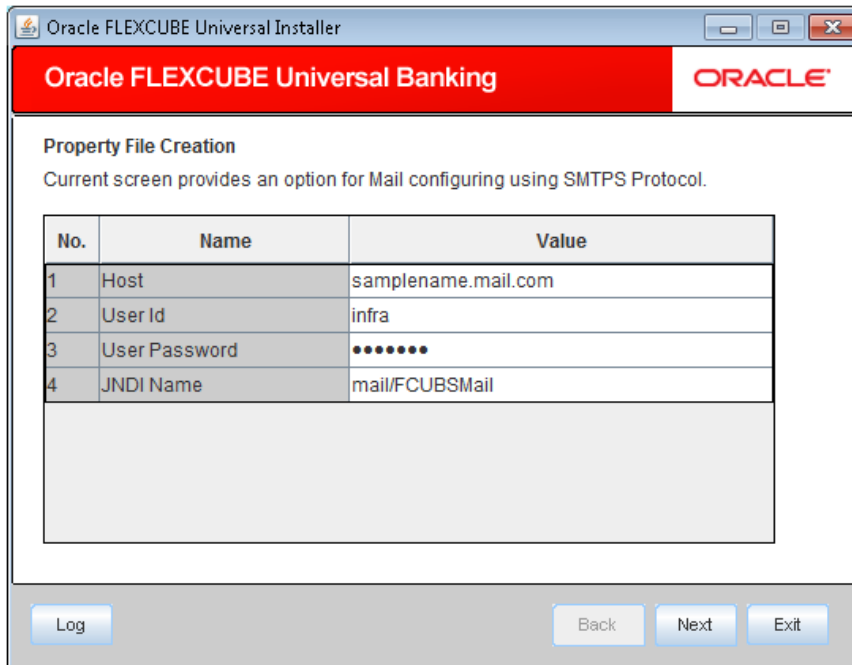 Oracle FLEXCUBE Universal Installer
Oracle FLEXCUBE Universal Banking
ORACLE
Property File Creation
Current screen provides an option for Mail configuring using SMTPS Protocol.
No. Name Value
1 Host samplename.mail.com
2 User Id infra
3 User Password •••••••
4 JNDI Name mail/FCUBSMail
Log Back Next Exit